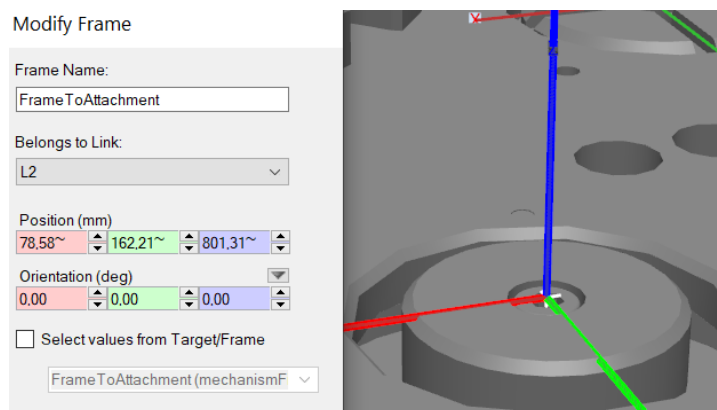 Modify Frame
Frame Name:
FrameToAttachment
Belongs to Link:
L2
Position (mm)
78,58~ 162,21~ 801,31~
Orientation (deg)
0,00 0,00 0,00
Select values from Target/Frame
FrameToAttachment (mechanismF
X